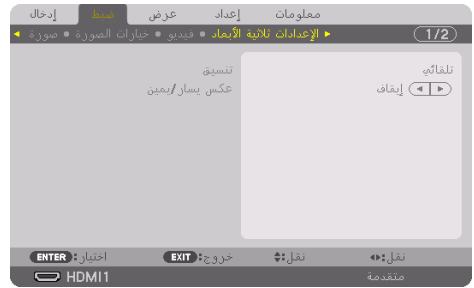 إدخال ضبط عرض إعداد معلومات
صورة • خيارات الصورة • فيديو • الإعدادات ثلاثية الأبعاد 1/2
تنسيق تلقائي
عكس يسار/يمين إيقاف
ENTER :اختيار EXIT :خروج نقل: نقل:
HDMI1 متقدمة